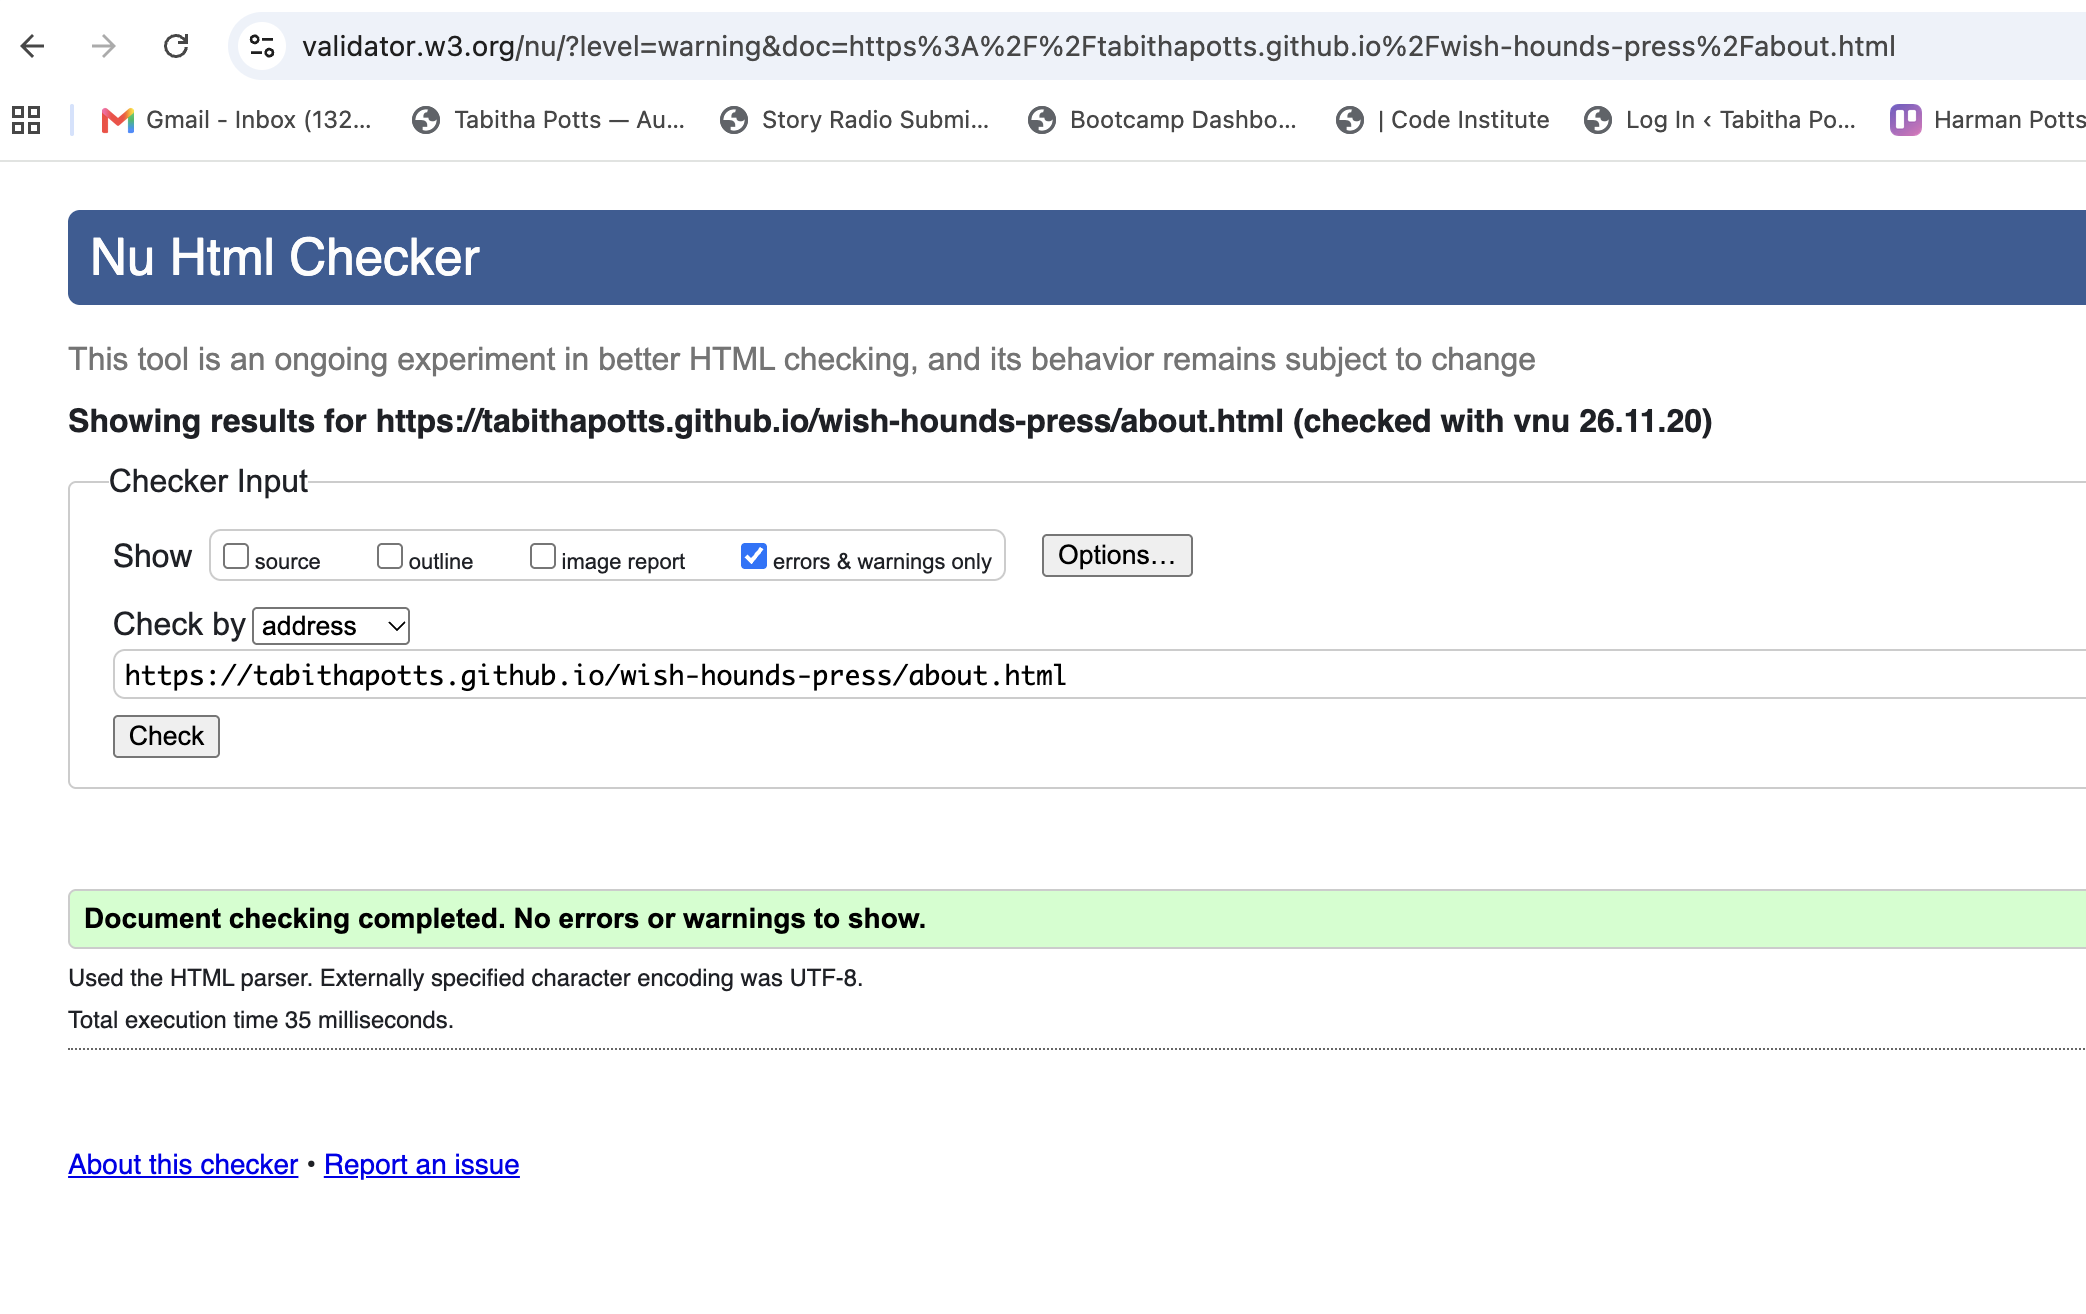 validator.w3.org/nu/?level=warning&doc=https%3A%2F%2Ftabithapotts.github.io%2Fwish-hounds-press%2Fabout.html
Gmail - Inbox (132... Tabitha Potts — Au... Story Radio Submi... Bootcamp Dashbo... | Code Institute Log In ‹ Tabitha Po... Harman Potts
Nu Html Checker
This tool is an ongoing experiment in better HTML checking, and its behavior remains subject to change
Showing results for https://tabithapotts.github.io/wish-hounds-press/about.html (checked with vnu 26.11.20)
Checker Input
Show source outline image report errors & warnings only Options…
Check by address
https://tabithapotts.github.io/wish-hounds-press/about.html
Check
Document checking completed. No errors or warnings to show.
Used the HTML parser. Externally specified character encoding was UTF-8.
Total execution time 35 milliseconds.
About this checker • Report an issue